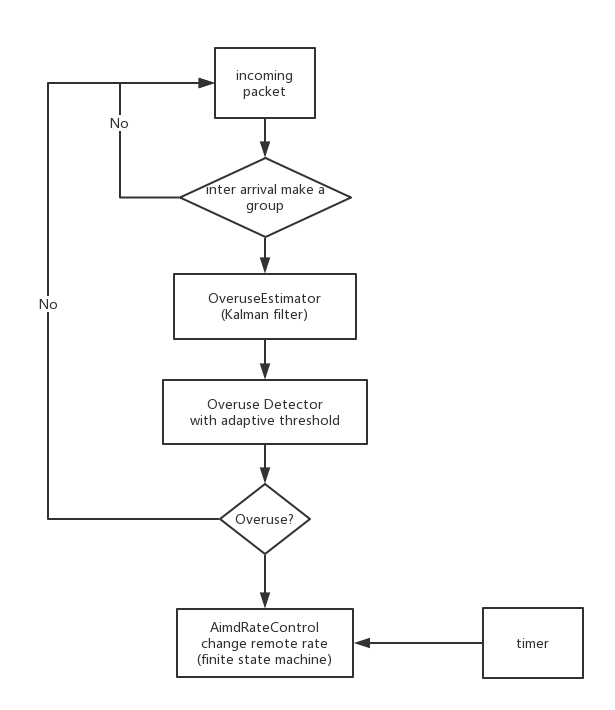 incoming
packet
No
inter arrival make a
group
No
OveruseEstimator
(Kalman filter)
Overuse Detector
with adaptive threshold
Overuse?
AimdRateControl
change remote rate
(finite state machine)
timer